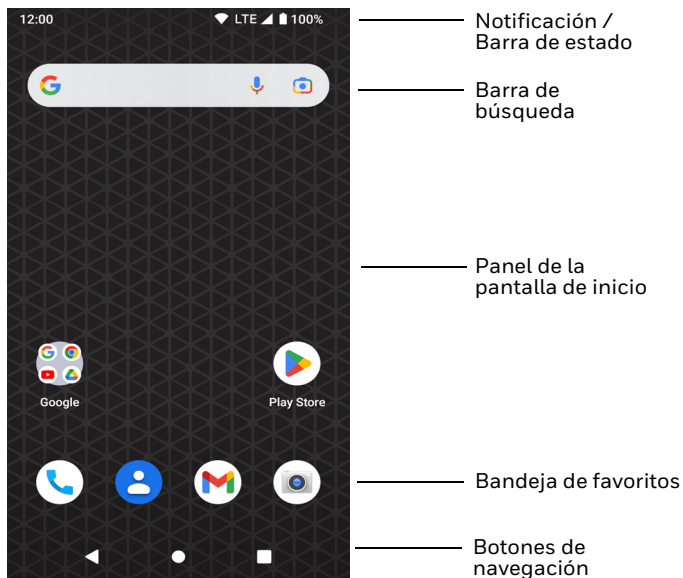 12:00 LTE 100%
Notificación /
Barra de estado
Barra de
búsqueda
Panel de la
pantalla de inicio
Google
Play Store
Bandeja de favoritos
Botones de
navegación